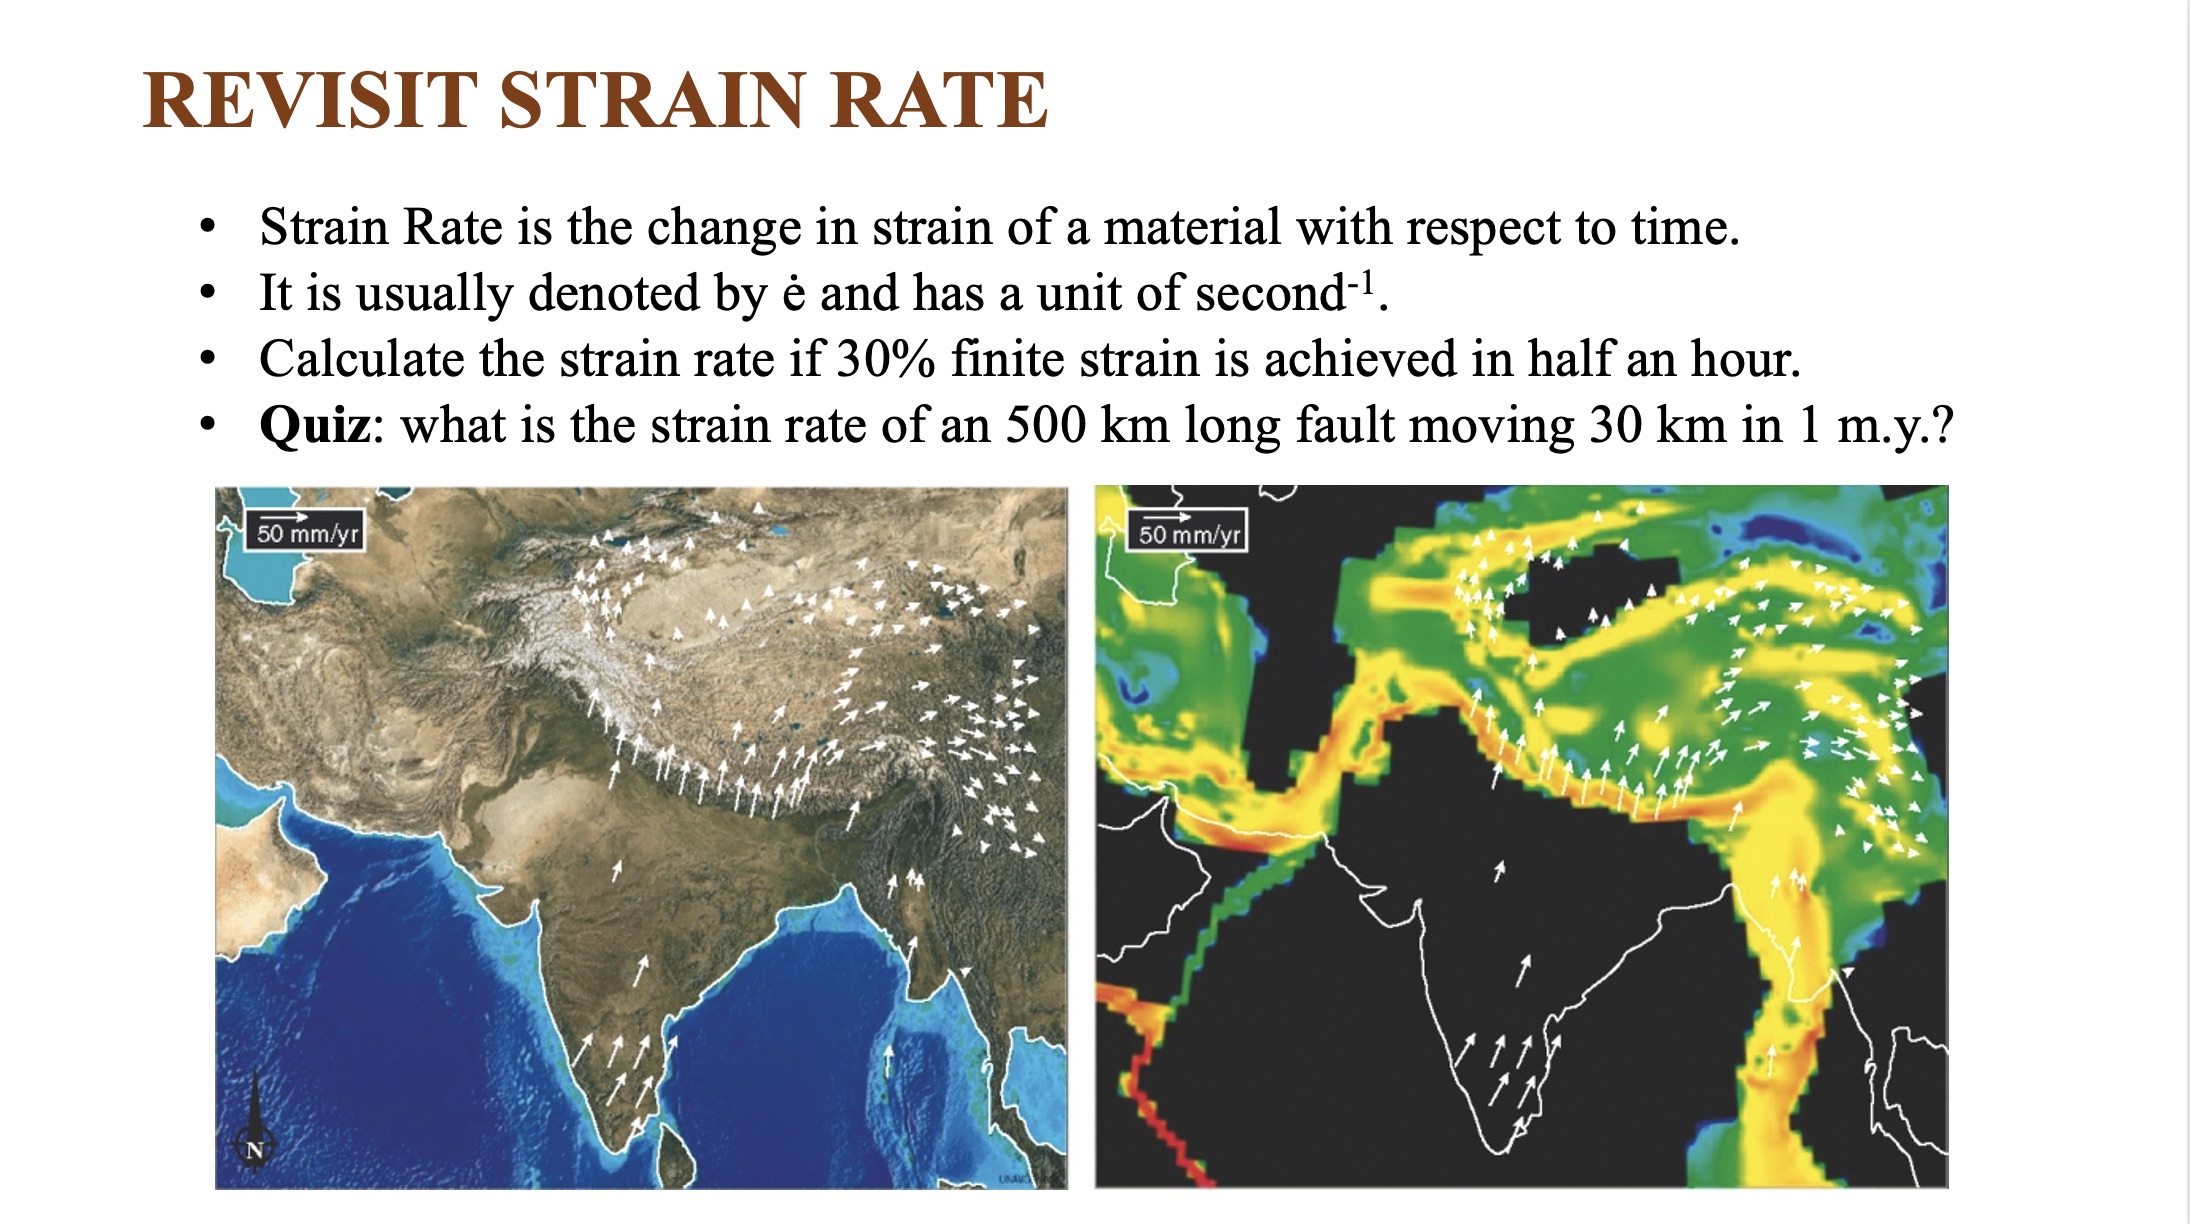 REVISIT STRAIN RATE
• Strain Rate is the change in strain of a material with respect to time.
• It is usually denoted by ė and has a unit of second⁻¹.
• Calculate the strain rate if 30% finite strain is achieved in half an hour.
• Quiz: what is the strain rate of an 500 km long fault moving 30 km in 1 m.y.?
50 mm/yr
50 mm/yr
N